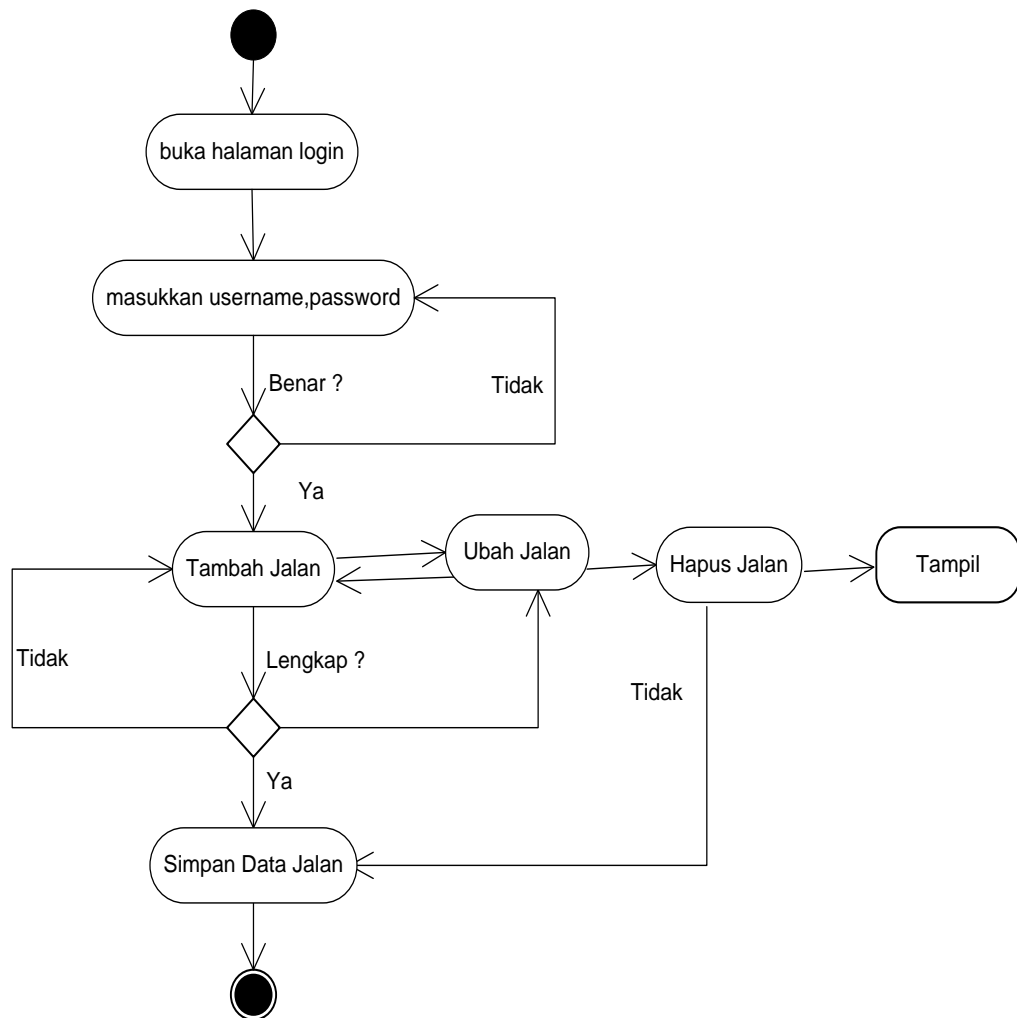 buka halaman login
masukkan username,password
Benar ?
Tidak
Ya
Tambah Jalan
Ubah Jalan
Hapus Jalan
Tampil
Tidak
Lengkap ?
Tidak
Ya
Simpan Data Jalan